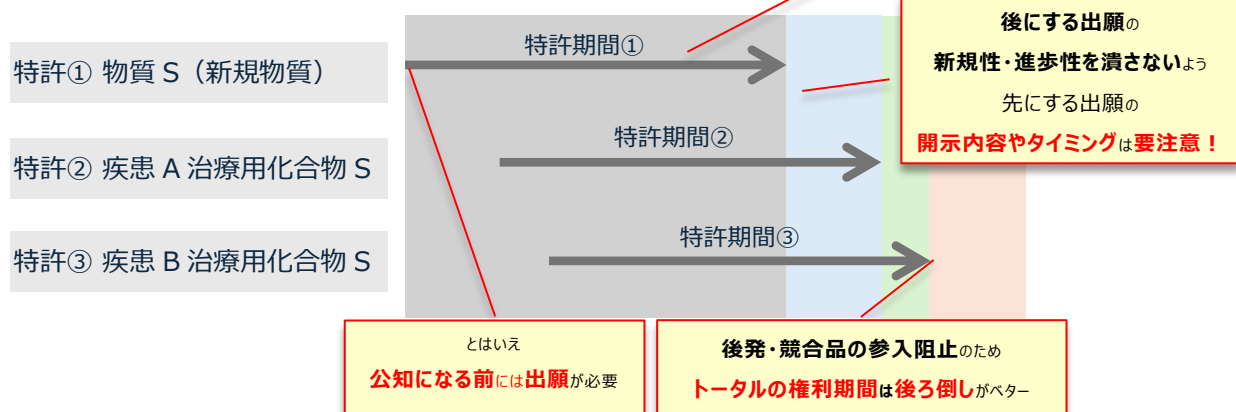 特許① 物質 S（新規物質）
特許期間①
後にする出願の
新規性・進歩性を潰さないよう
先にする出願の
開示内容やタイミングは要注意！
特許② 疾患 A 治療用化合物 S
特許期間②
特許③ 疾患 B 治療用化合物 S
特許期間③
とはいえ
公知になる前には出願が必要
後発・競合品の参入阻止のため
トータルの権利期間は後ろ倒しがベター